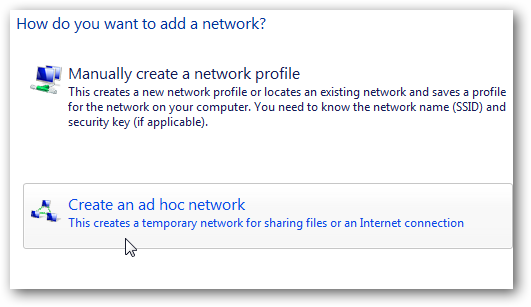 How do you want to add a network?
Manually create a network profile
This creates a new network profile or locates an existing network and saves a profile
for the network on your computer. You need to know the network name (SSID) and
security key (if applicable).
Create an ad hoc network
This creates a temporary network for sharing files or an Internet connection